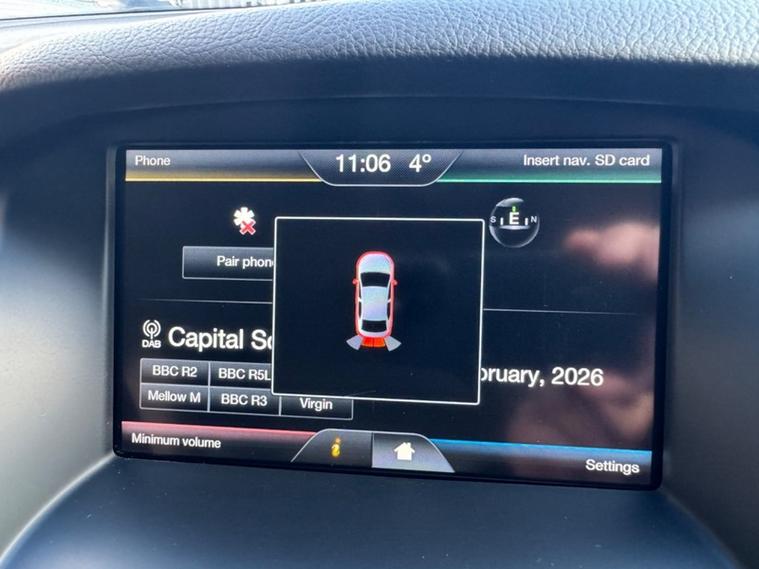 Phone
11:06 4°
Insert nav. SD card
S E N
Pair phon
DAB
Capital S
BBC R2
BBC R5L
Mellow M
BBC R3
Virgin
bruary, 2026
Minimum volume
i
Settings